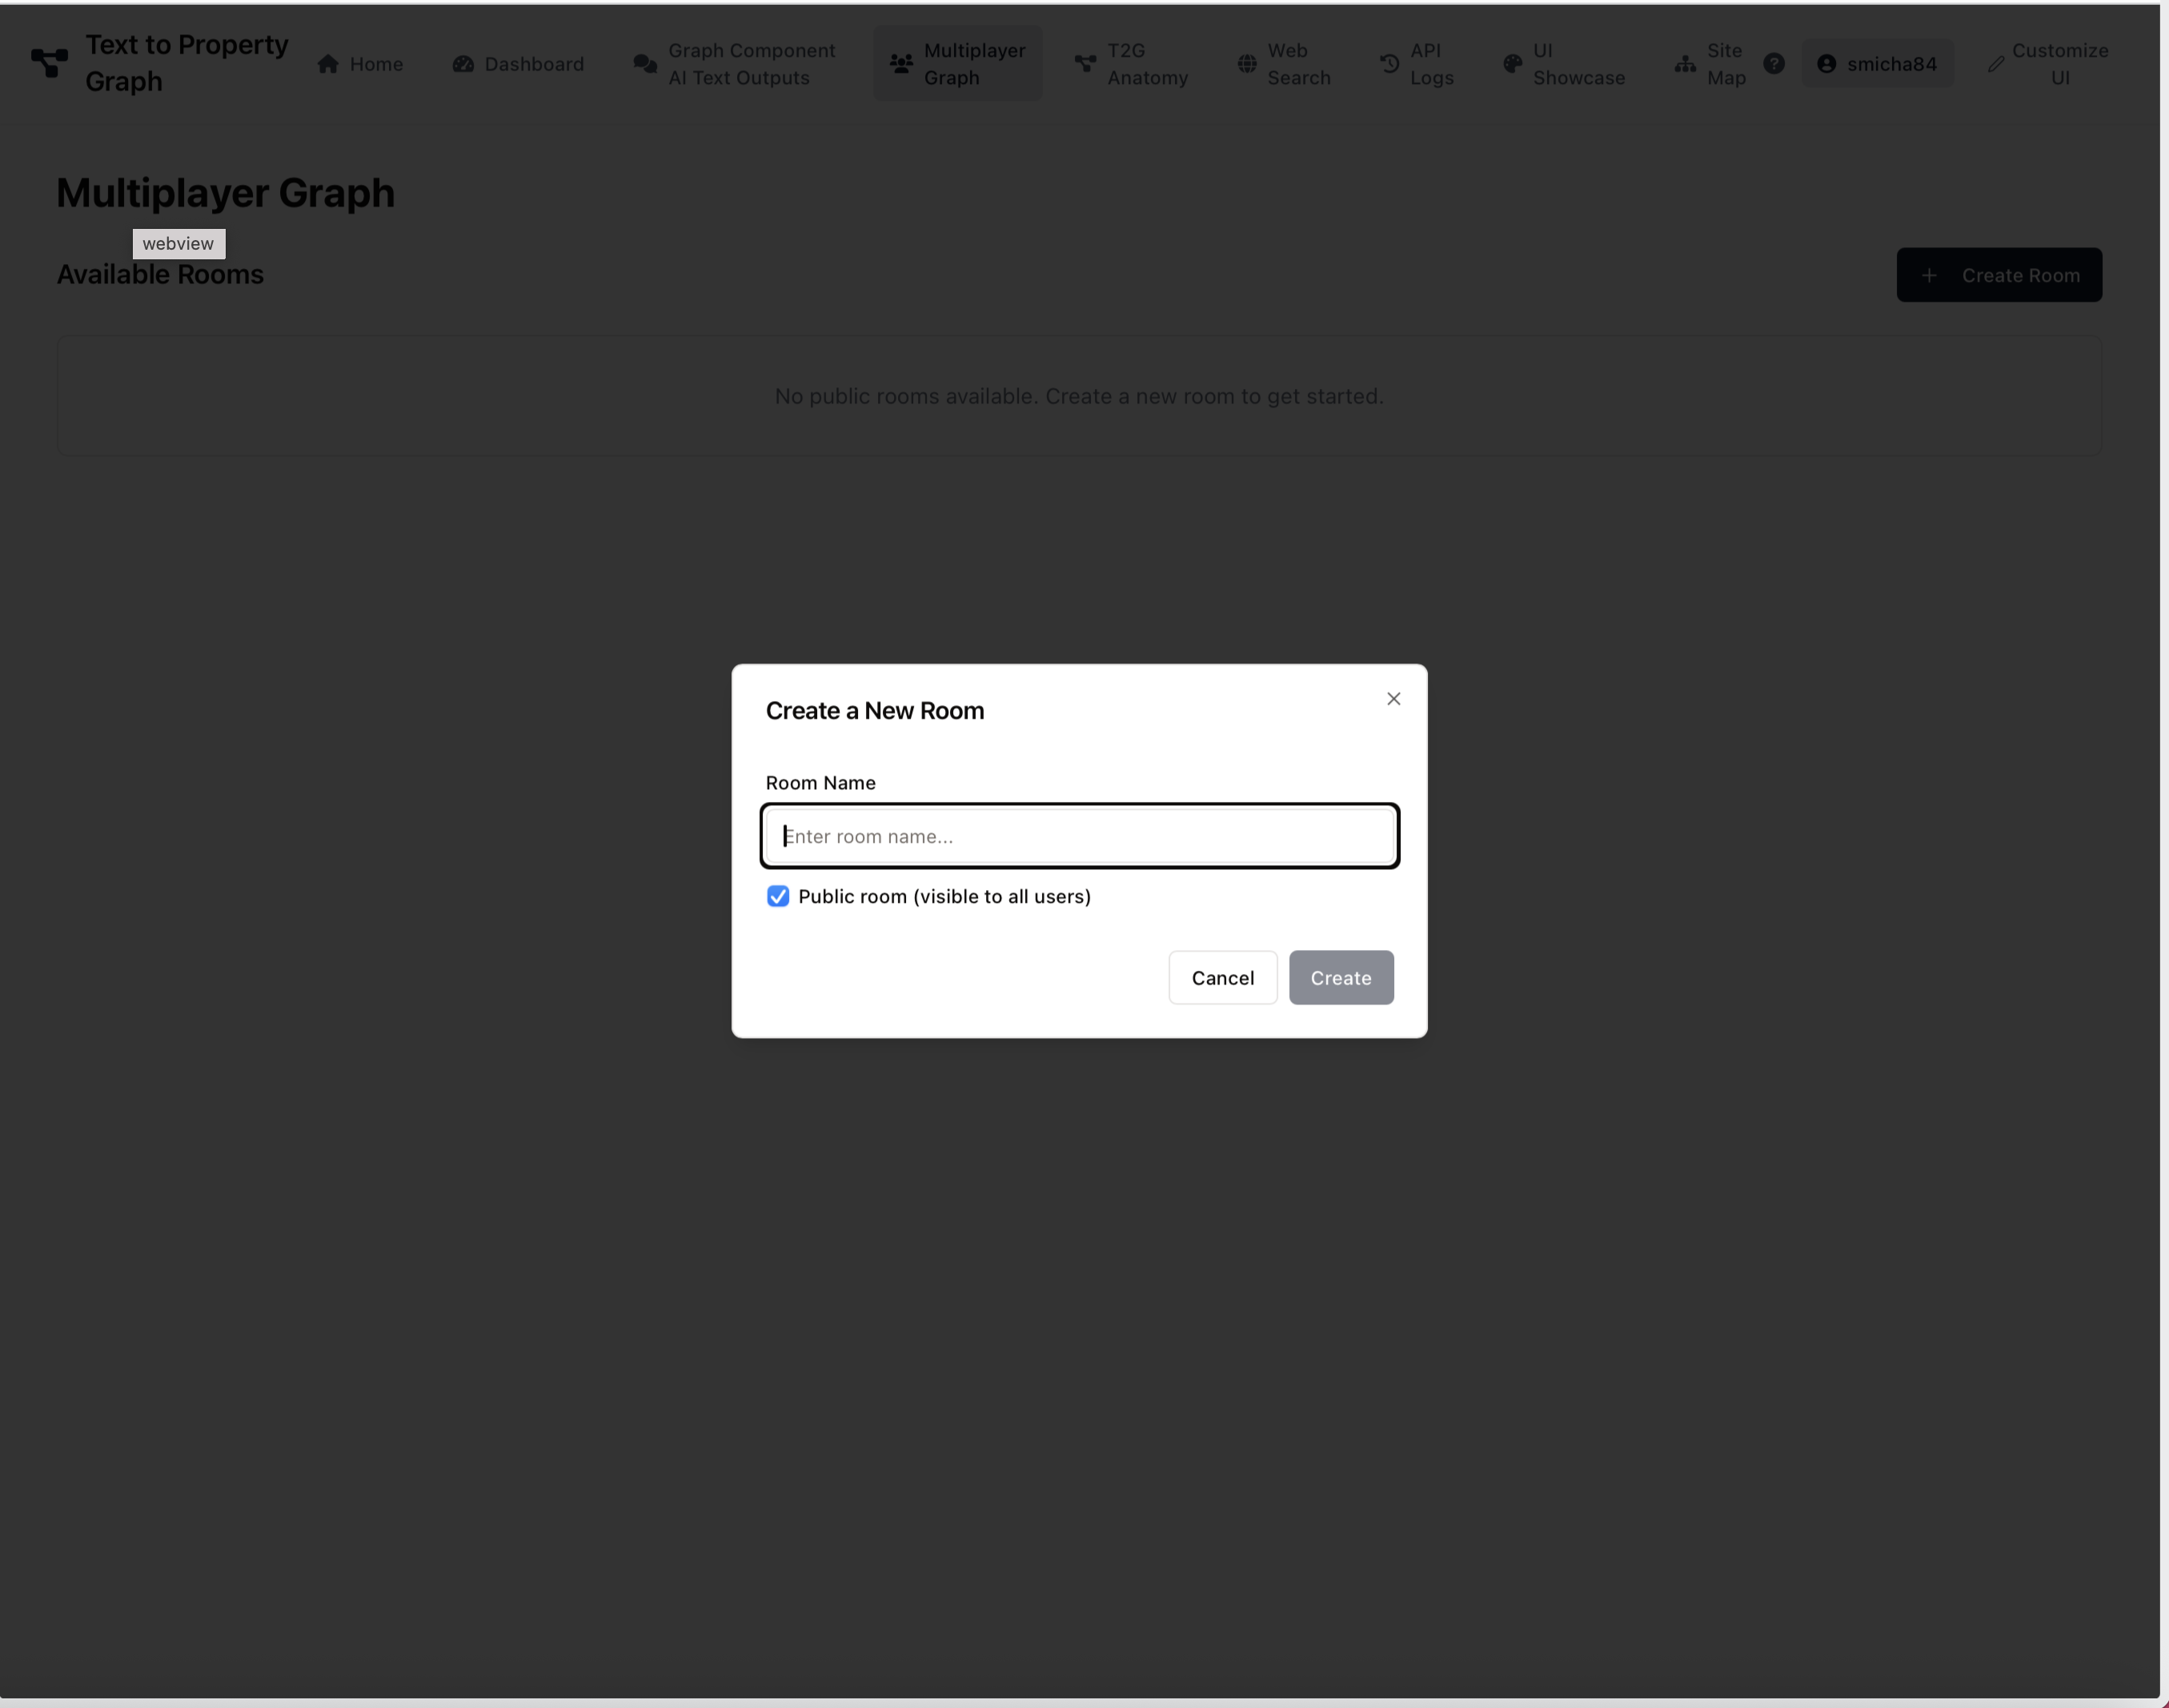 Text to Property
Graph
Home
Dashboard
Graph Component
AI Text Outputs
Multiplayer
Graph
T2G
Anatomy
Web
Search
API
Logs
UI
Showcase
Site
Map
?
smicha84
Customize
UI
Multiplayer Graph
webview
Available Rooms
+ Create Room
No public rooms available. Create a new room to get started.
Create a New Room
Room Name
Enter room name...
Public room (visible to all users)
Cancel
Create